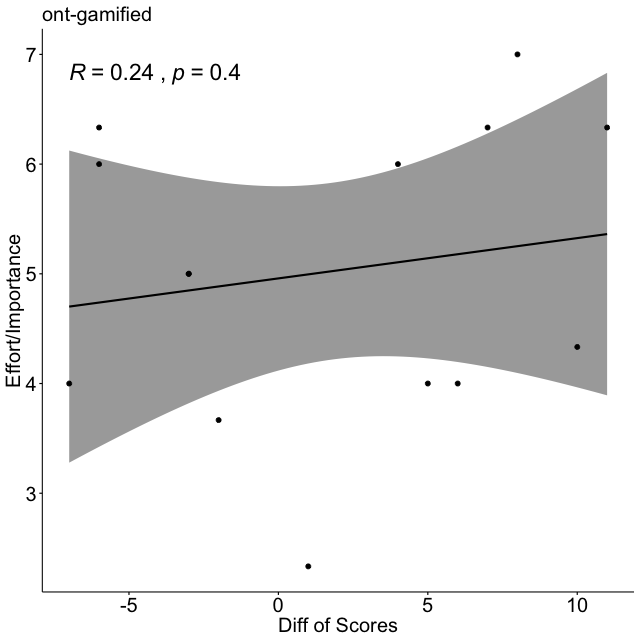 ont-gamified
R = 0.24 , p = 0.4
7
6
5
4
3
Effort/Importance
-5 0 5 10
Diff of Scores